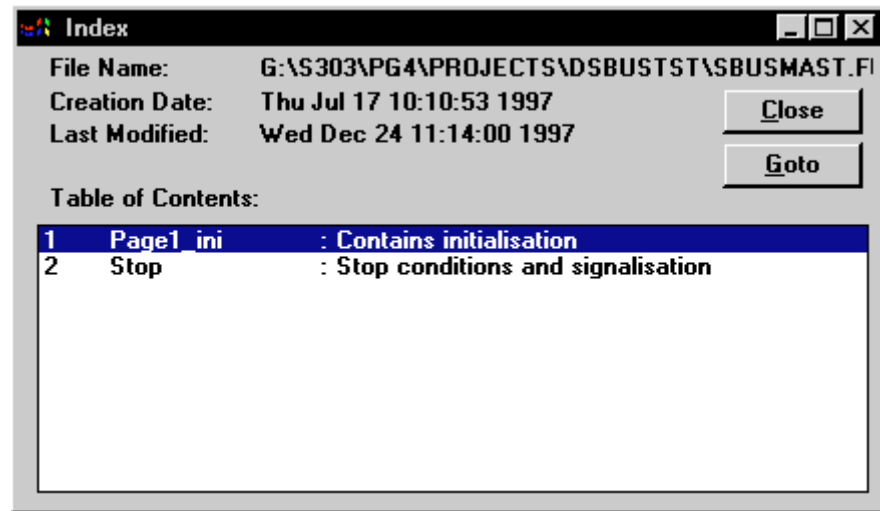 Index
File Name: G:\S303\PG4\PROJECTS\DSBUSTST\SBUSMAST.F
Creation Date: Thu Jul 17 10:10:53 1997
Close
Last Modified: Wed Dec 24 11:14:00 1997
Goto
Table of Contents:
1 Page1_ini : Contains initialisation
2 Stop : Stop conditions and signalisation